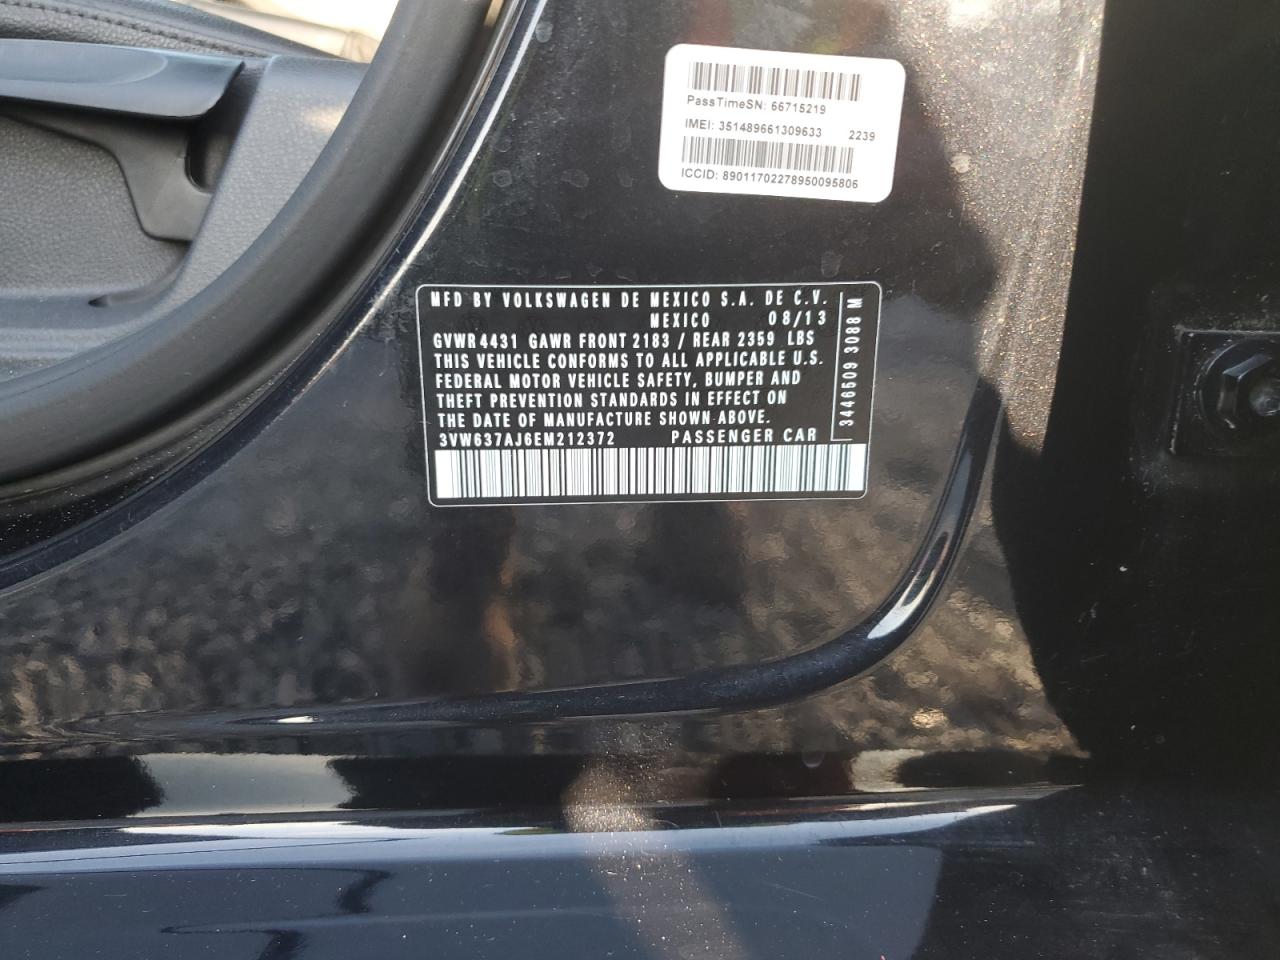 PassTimeSN: 66715219
IMEI: 351489661309633 2239
ICCID: 89011702278950095806
MFD BY VOLKSWAGEN DE MEXICO S.A. DE C.V.
MEXICO 08/13
GVWR 4431 GAWR FRONT 2183 / REAR 2359 LBS
THIS VEHICLE CONFORMS TO ALL APPLICABLE U.S.
FEDERAL MOTOR VEHICLE SAFETY, BUMPER AND
THEFT PREVENTION STANDARDS IN EFFECT ON
THE DATE OF MANUFACTURE SHOWN ABOVE.
3VW637AJ6EM212372 PASSENGER CAR
3446609 3088 M